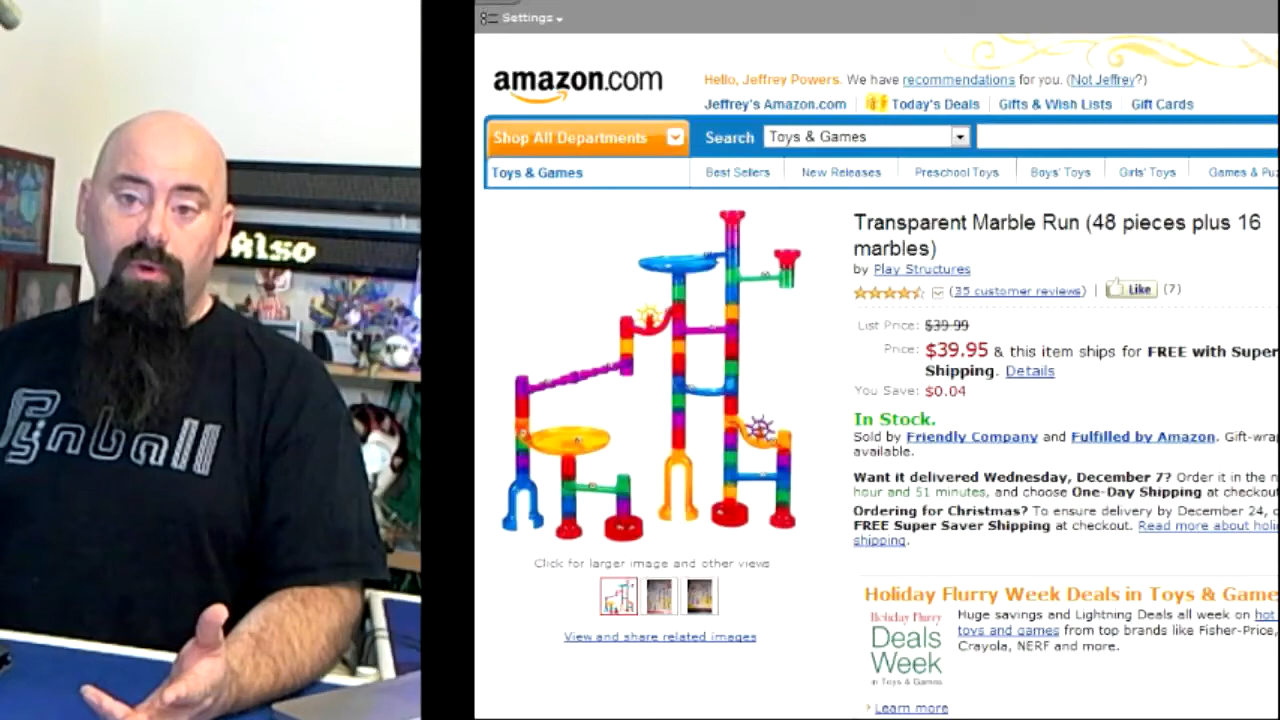 Also
Pynball
Settings
amazon.com
Hello, Jeffrey Powers. We have recommendations for you. (Not Jeffrey?)
Jeffrey's Amazon.com
Today's Deals
Gifts & Wish Lists
Gift Cards
Shop All Departments
Search
Toys & Games
Toys & Games
Best Sellers
New Releases
Preschool Toys
Boys' Toys
Girls' Toys
Games & Pu
Transparent Marble Run (48 pieces plus 16
marbles)
by Play Structures
(35 customer reviews) | Like (7)
List Price: $39.99
Price: $39.95 & this item ships for FREE with Super
Shipping. Details
You Save: $0.04
In Stock.
Sold by Friendly Company and Fulfilled by Amazon. Gift-wra
available.
Want it delivered Wednesday, December 7? Order it in the n
hour and 51 minutes, and choose One-Day Shipping at checkou
Ordering for Christmas? To ensure delivery by December 24, c
FREE Super Saver Shipping at checkout. Read more about holi
shipping.
Click for larger image and other views
View and share related images
Holiday Flurry Week Deals in Toys & Game
Holiday Flurry
Deals
Week
in Toys & Games
Huge savings and Lightning Deals all week on hot
toys and games from top brands like Fisher-Price,
Crayola, NERF and more.
Learn more